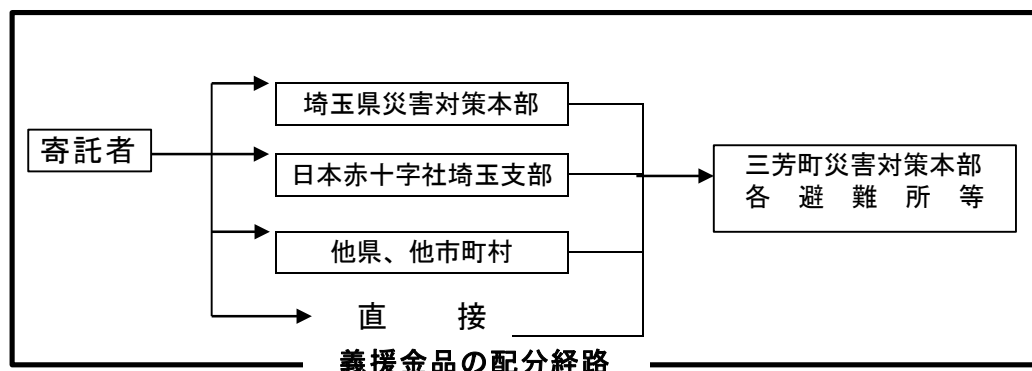 埼玉県災害対策本部
寄託者
日本赤十字社埼玉支部
三芳町災害対策本部
各　避　難　所　等
他県、他市町村
直　　接
義援金品の配分経路